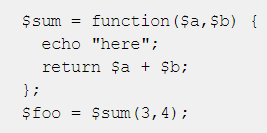 $sum = function($a,$b) {
  echo "here";
  return $a + $b;
};
$foo = $sum(3,4);